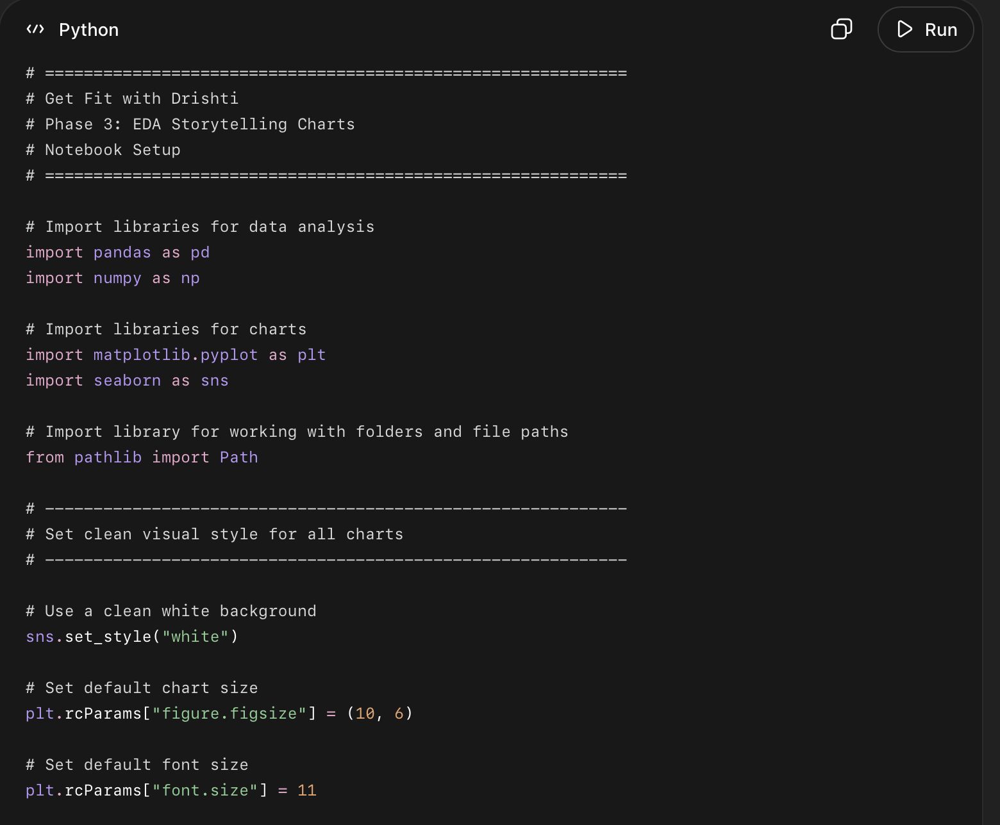 Python
Run
# ============================================================
# Get Fit with Drishti
# Phase 3: EDA Storytelling Charts
# Notebook Setup
# ============================================================
# Import libraries for data analysis
import pandas as pd
import numpy as np
# Import libraries for charts
import matplotlib.pyplot as plt
import seaborn as sns
# Import library for working with folders and file paths
from pathlib import Path
# ------------------------------------------------------------
# Set clean visual style for all charts
# ------------------------------------------------------------
# Use a clean white background
sns.set_style("white")
# Set default chart size
plt.rcParams["figure.figsize"] = (10, 6)
# Set default font size
plt.rcParams["font.size"] = 11